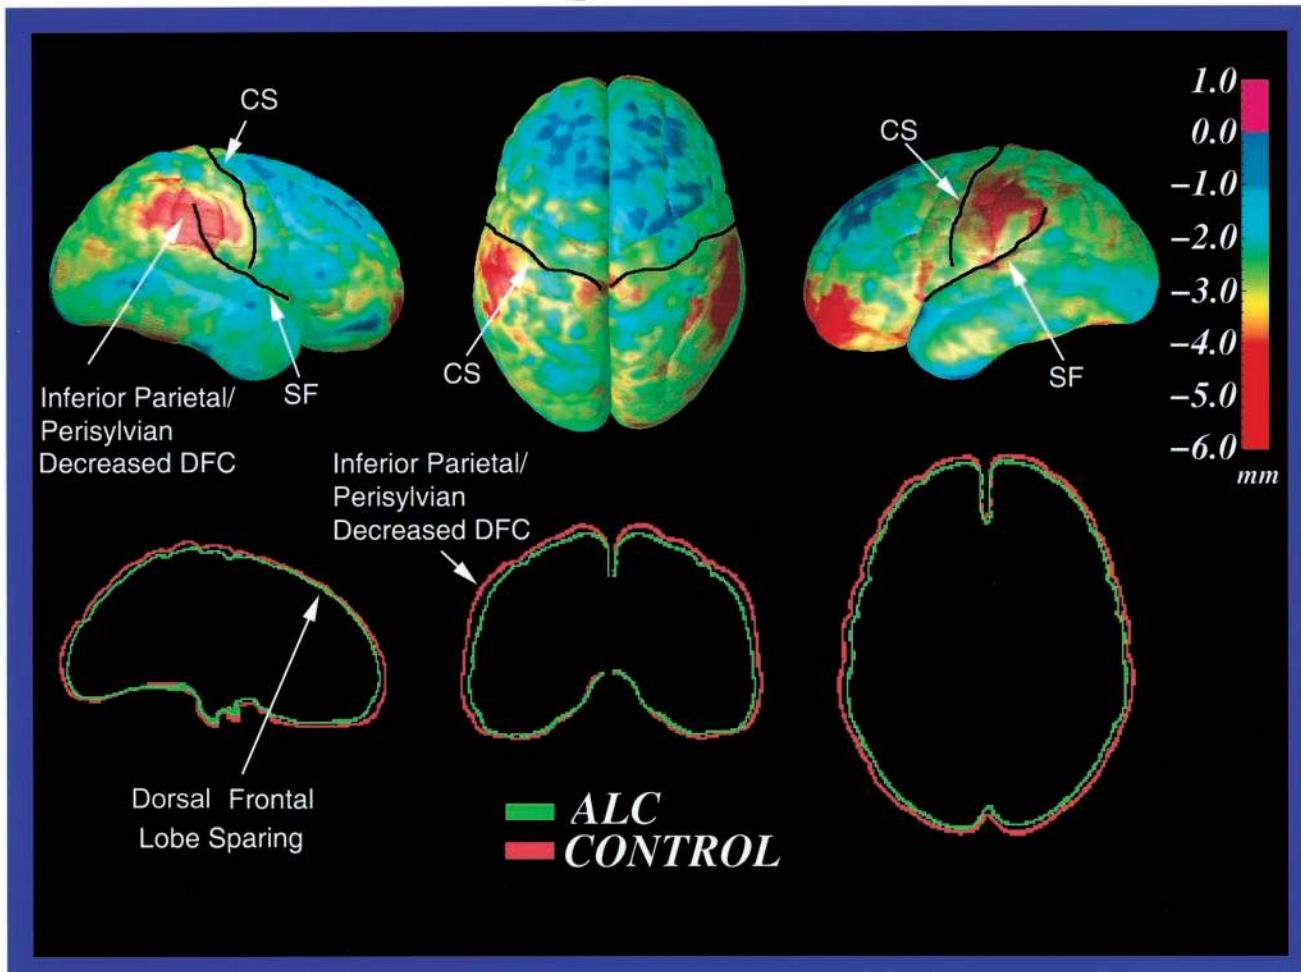 CS
CS
1.0
0.0
−1.0
−2.0
−3.0
−4.0
−5.0
−6.0
mm
CS
SF
SF
Inferior Parietal/
Perisylvian
Decreased DFC
Inferior Parietal/
Perisylvian
Decreased DFC
Dorsal Frontal
Lobe Sparing
ALC
CONTROL